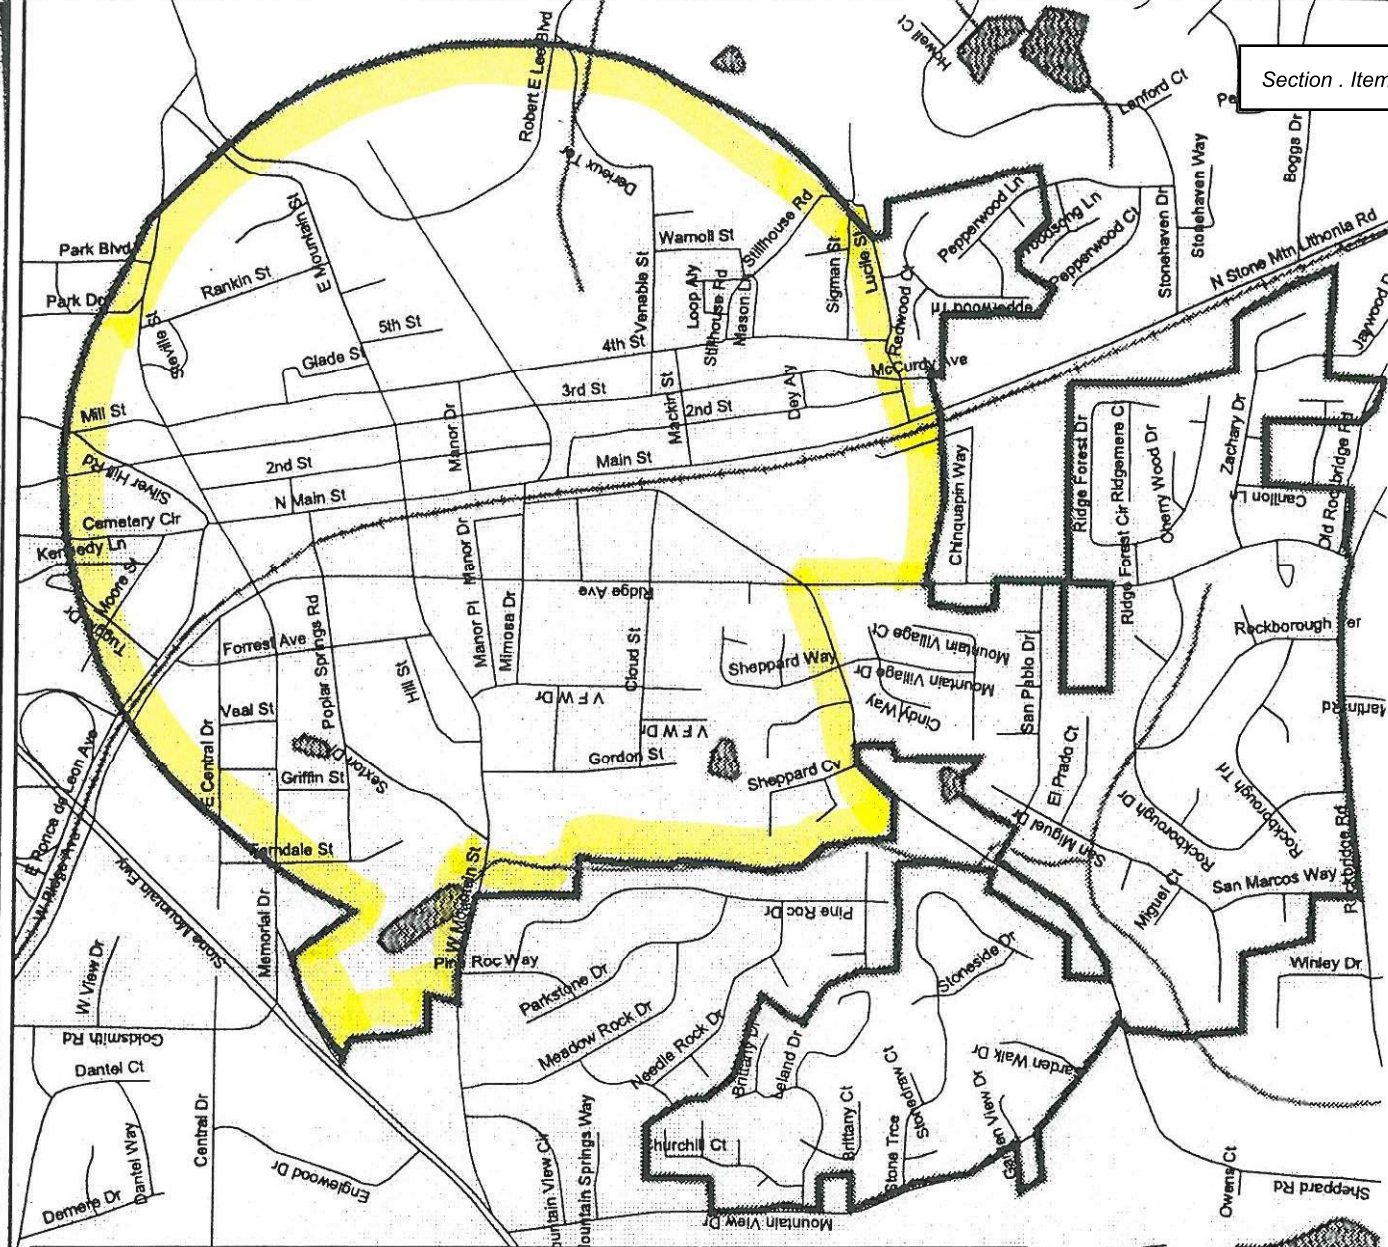 Howell Ct
Robert E Lee Blvd
Lanford Ct
Section . Item
Pe
Boggs Dr
Stonehaven Way
Derieux Ter
Stillhouse Rd
Pepperwood Ln
Woodsong Ln
Stonehaven Dr
Pepperwood Ct
N Stone Mtn Lithonia Rd
E Mountain St
Park Blvd
Wamoll St
Lucile St
Sigman St
Rankin St
Venable St
Loop Aly
Stillhouse Rd
Mason Ln
Redwood Ct
Pepperwood Trl
Jaywood D
5th St
4th St
Glade St
McCurdy Ave
3rd St
Dey Aly
Mackin St
2nd St
Mill St
Manor Dr
Zachary Dr
Ridge Forest Dr
Ridgemere Ct
Cherry Wood Dr
Old Rockbridge Rd
Silver Hill Rd
2nd St
Main St
N Main St
Chinquapin Way
Carillon Ln
Cemetery Cir
Kennedy Ln
Manor Dr
Ridge Forest Cir
Moore St
Ridge Ave
Tuggle Dr
Forrest Ave
Poplar Springs Rd
Manor Pl
Mimosa Dr
Cloud St
Hill St
Sheppard Way
Mountain Village Cir
Mountain Village Dr
San Pablo Dr
Rockborough Ter
Veal St
V F W Dr
V F W Dr
Cindy Way
Martin Rd
E Central Dr
Griffin St
Sexton Dr
Gordon St
Sheppard Cv
El Prado Ct
Rockborough Dr
Rockborough Trl
E Ponce de Leon Ave
W Ridge Ave
Ferndale St
San Miguel Dr
Rockbridge Rd
Stone Mountain Fwy
Memorial Dr
W Mountain St
Pine Roc Dr
Miguel Ct
San Marcos Way
W View Dr
Pine Roc Way
Parkstone Dr
Stoneside Dr
Winley Dr
Goldsmith Rd
Meadow Rock Dr
Needle Rock Dr
Brittany Dr
Leland Dr
Garden Walk Dr
Dantel Ct
Central Dr
Dantel Way
Demere Dr
Englewood Dr
Mountain View Cir
Mountain Springs Way
Churchill Ct
Brittany Ct
Stone Trce
Garden View Dr
Mountain View Dr
Owens Ct
Sheppard Rd